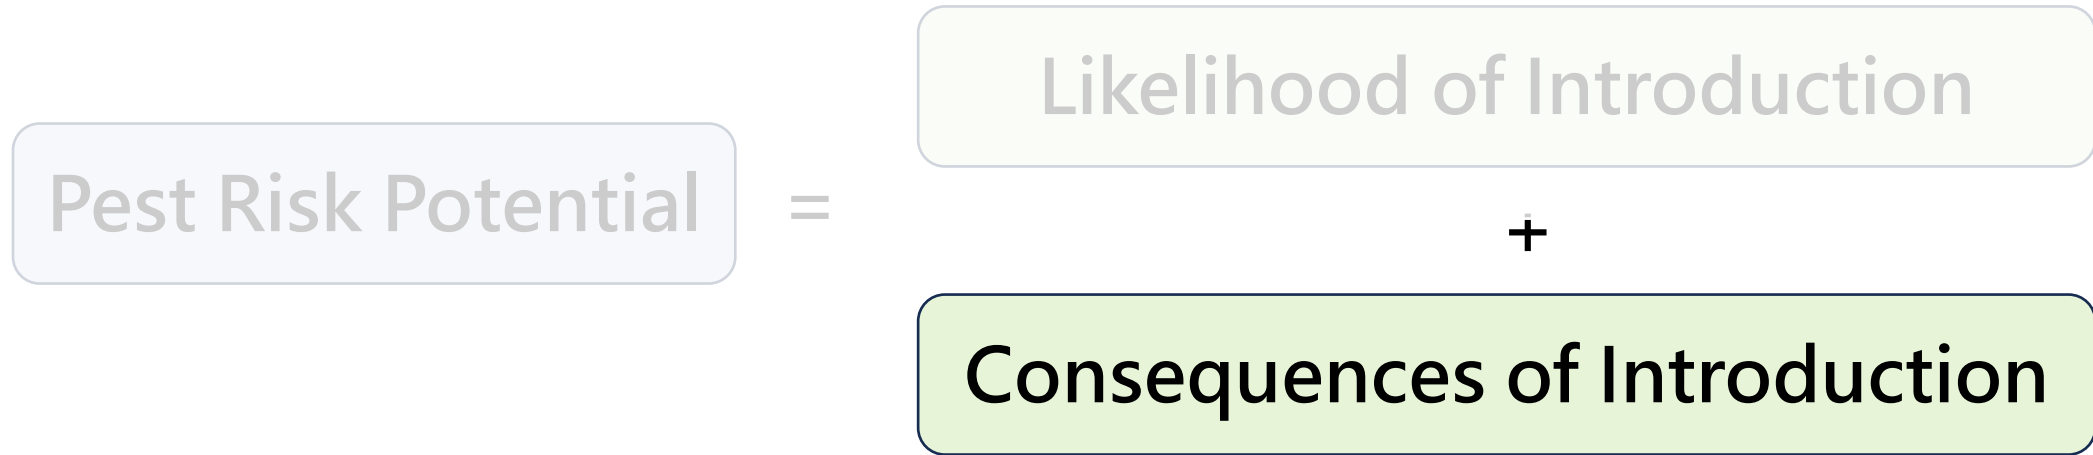 Likelihood of Introduction
Pest Risk Potential =
+
Consequences of Introduction